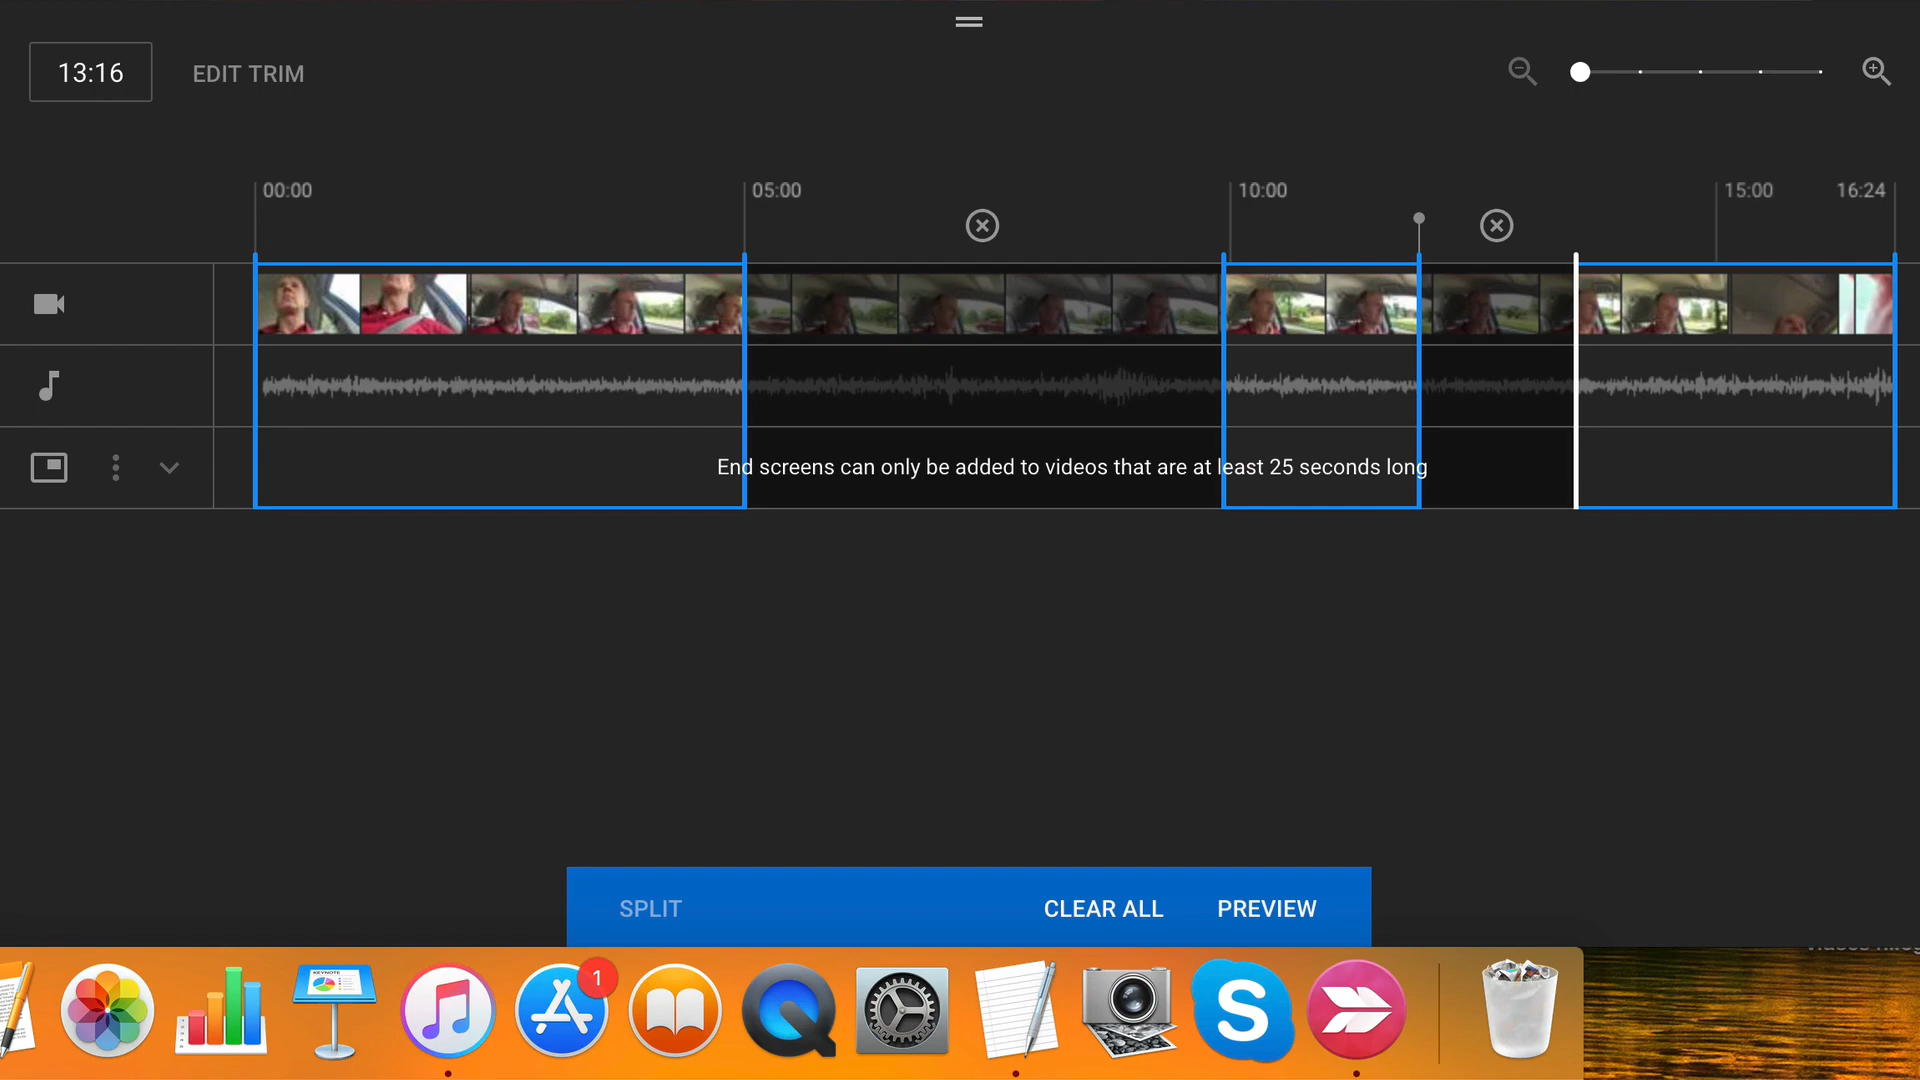 13:16 EDIT TRIM
00:00 05:00 10:00 15:00 16:24
End screens can only be added to videos that are at least 25 seconds long
SPLIT CLEAR ALL PREVIEW
KEYNOTE
1
S